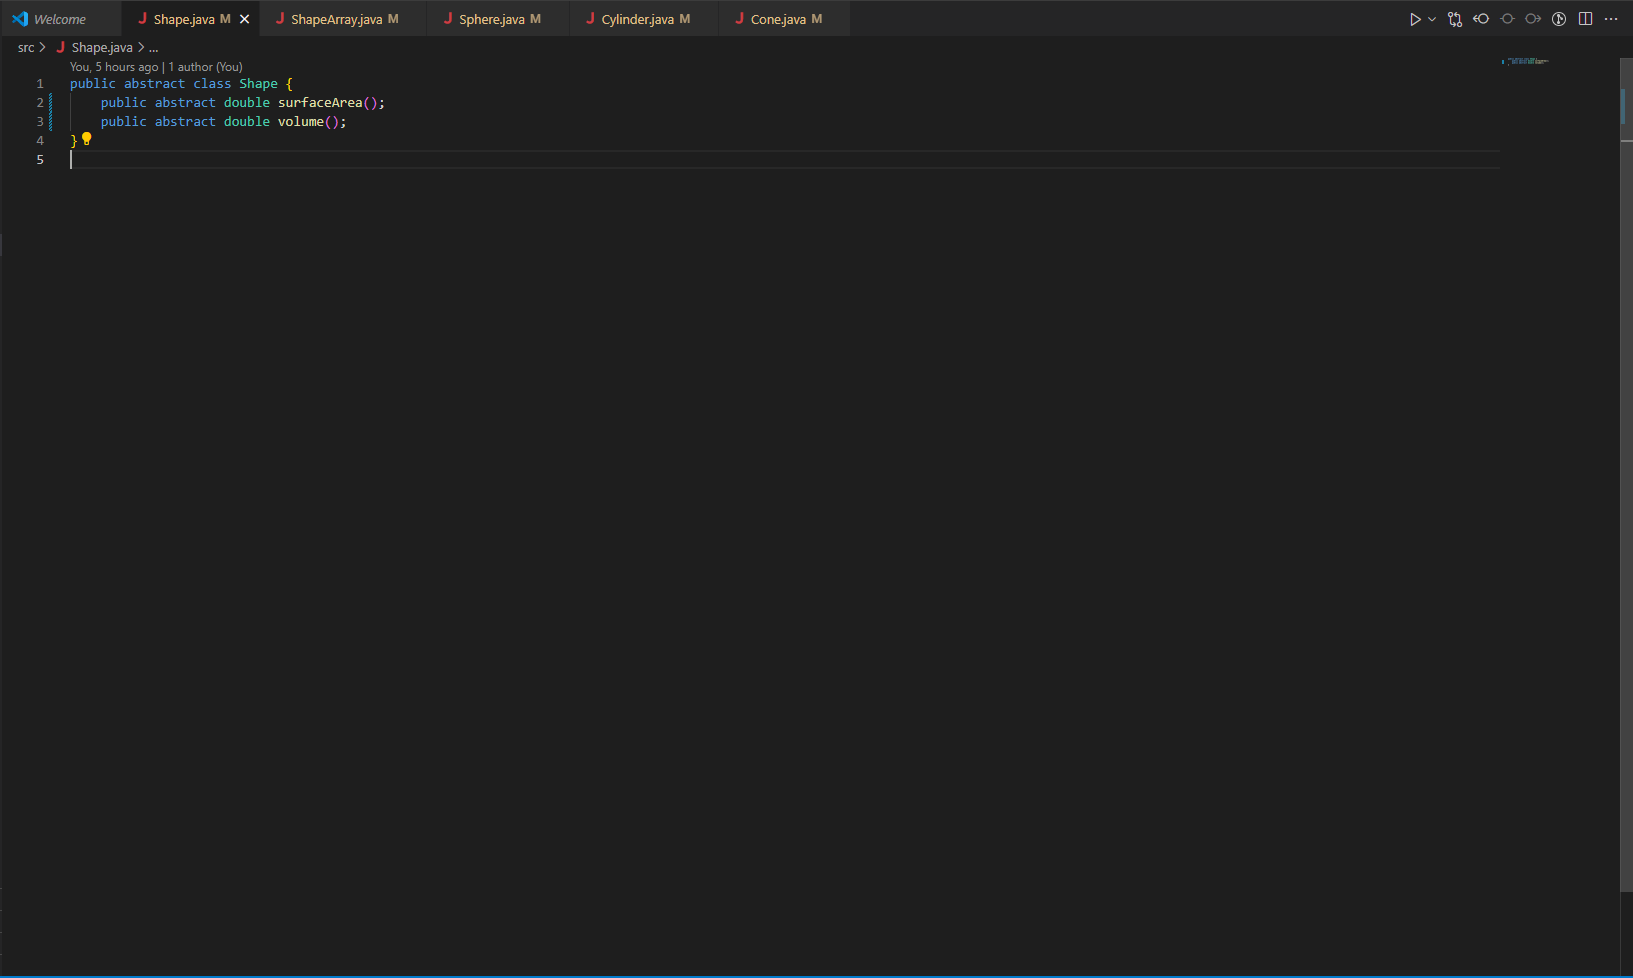 Welcome Shape.java M ShapeArray.java M Sphere.java M Cylinder.java M Cone.java M
src > Shape.java > ...
You, 5 hours ago | 1 author (You)
1 public abstract class Shape {
2 public abstract double surfaceArea();
3 public abstract double volume();
4 }
5